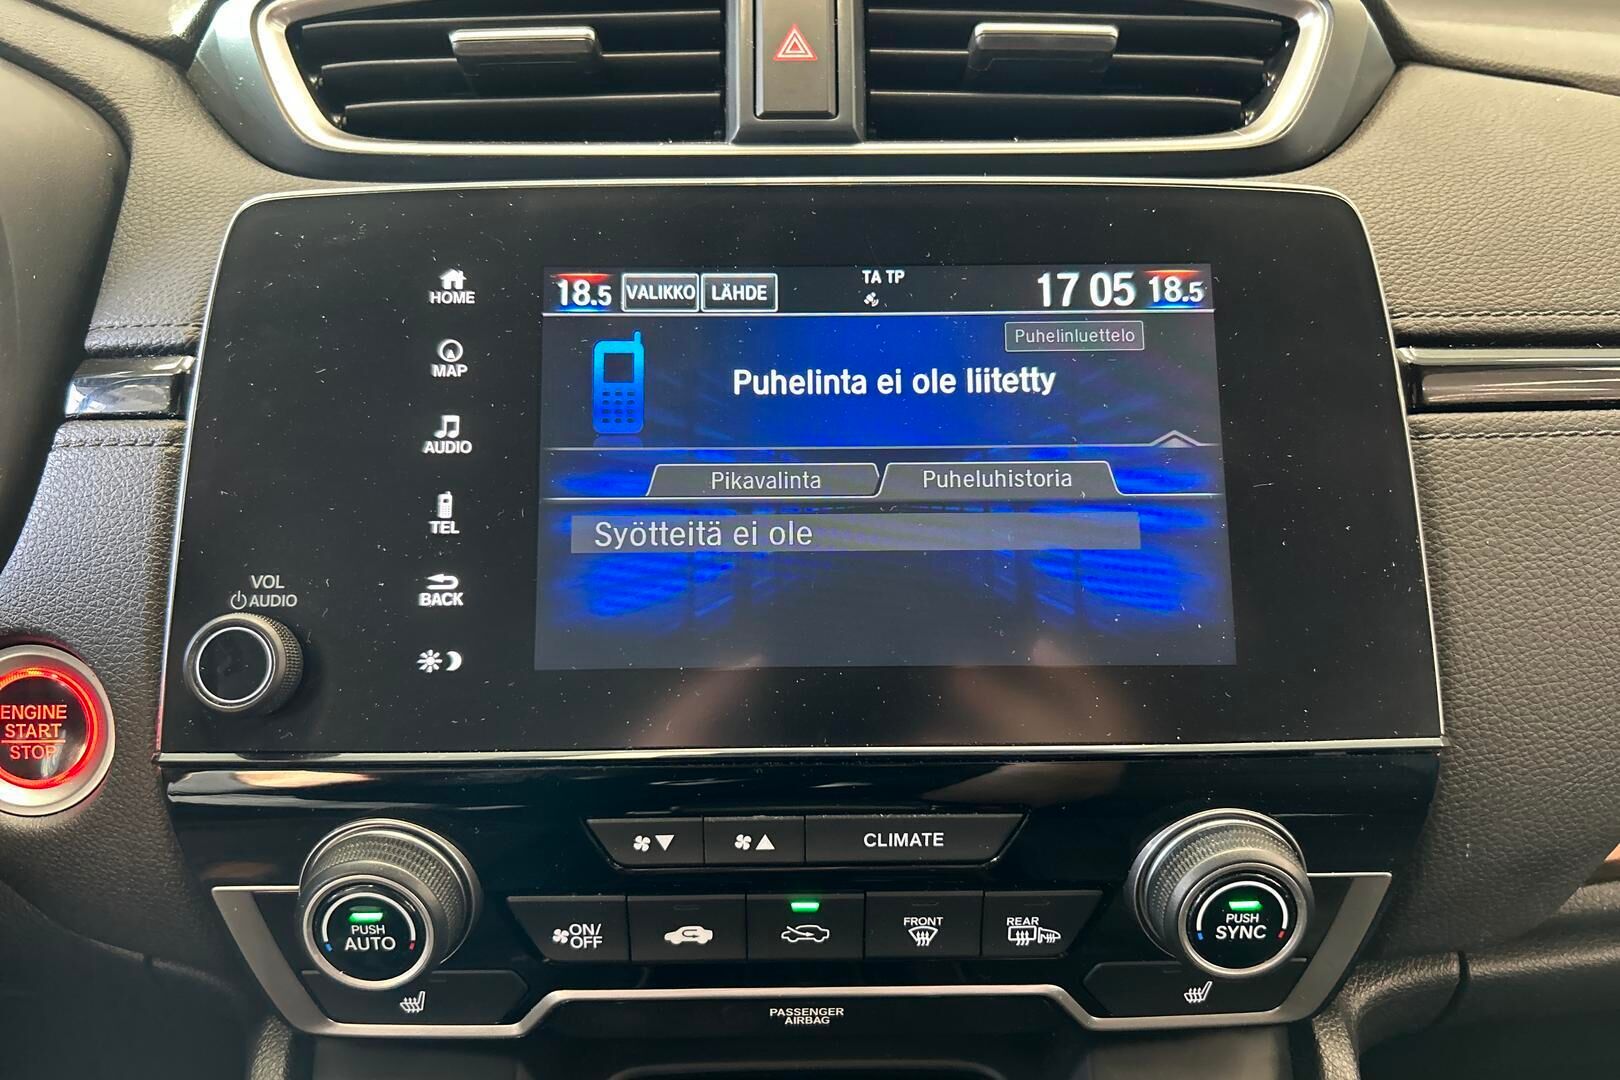 HOME
MAP
AUDIO
TEL
BACK
VOL
AUDIO
18.5 VALIKKO LÄHDE TA TP 17 05 18.5
Puhelinluettelo
Puhelinta ei ole liitetty
Pikavalinta Puheluhistoria
Syötteitä ei ole
ENGINE
START
STOP
CLIMATE
PUSH
AUTO
ON/
OFF
FRONT
REAR
PUSH
SYNC
PASSENGER
AIRBAG